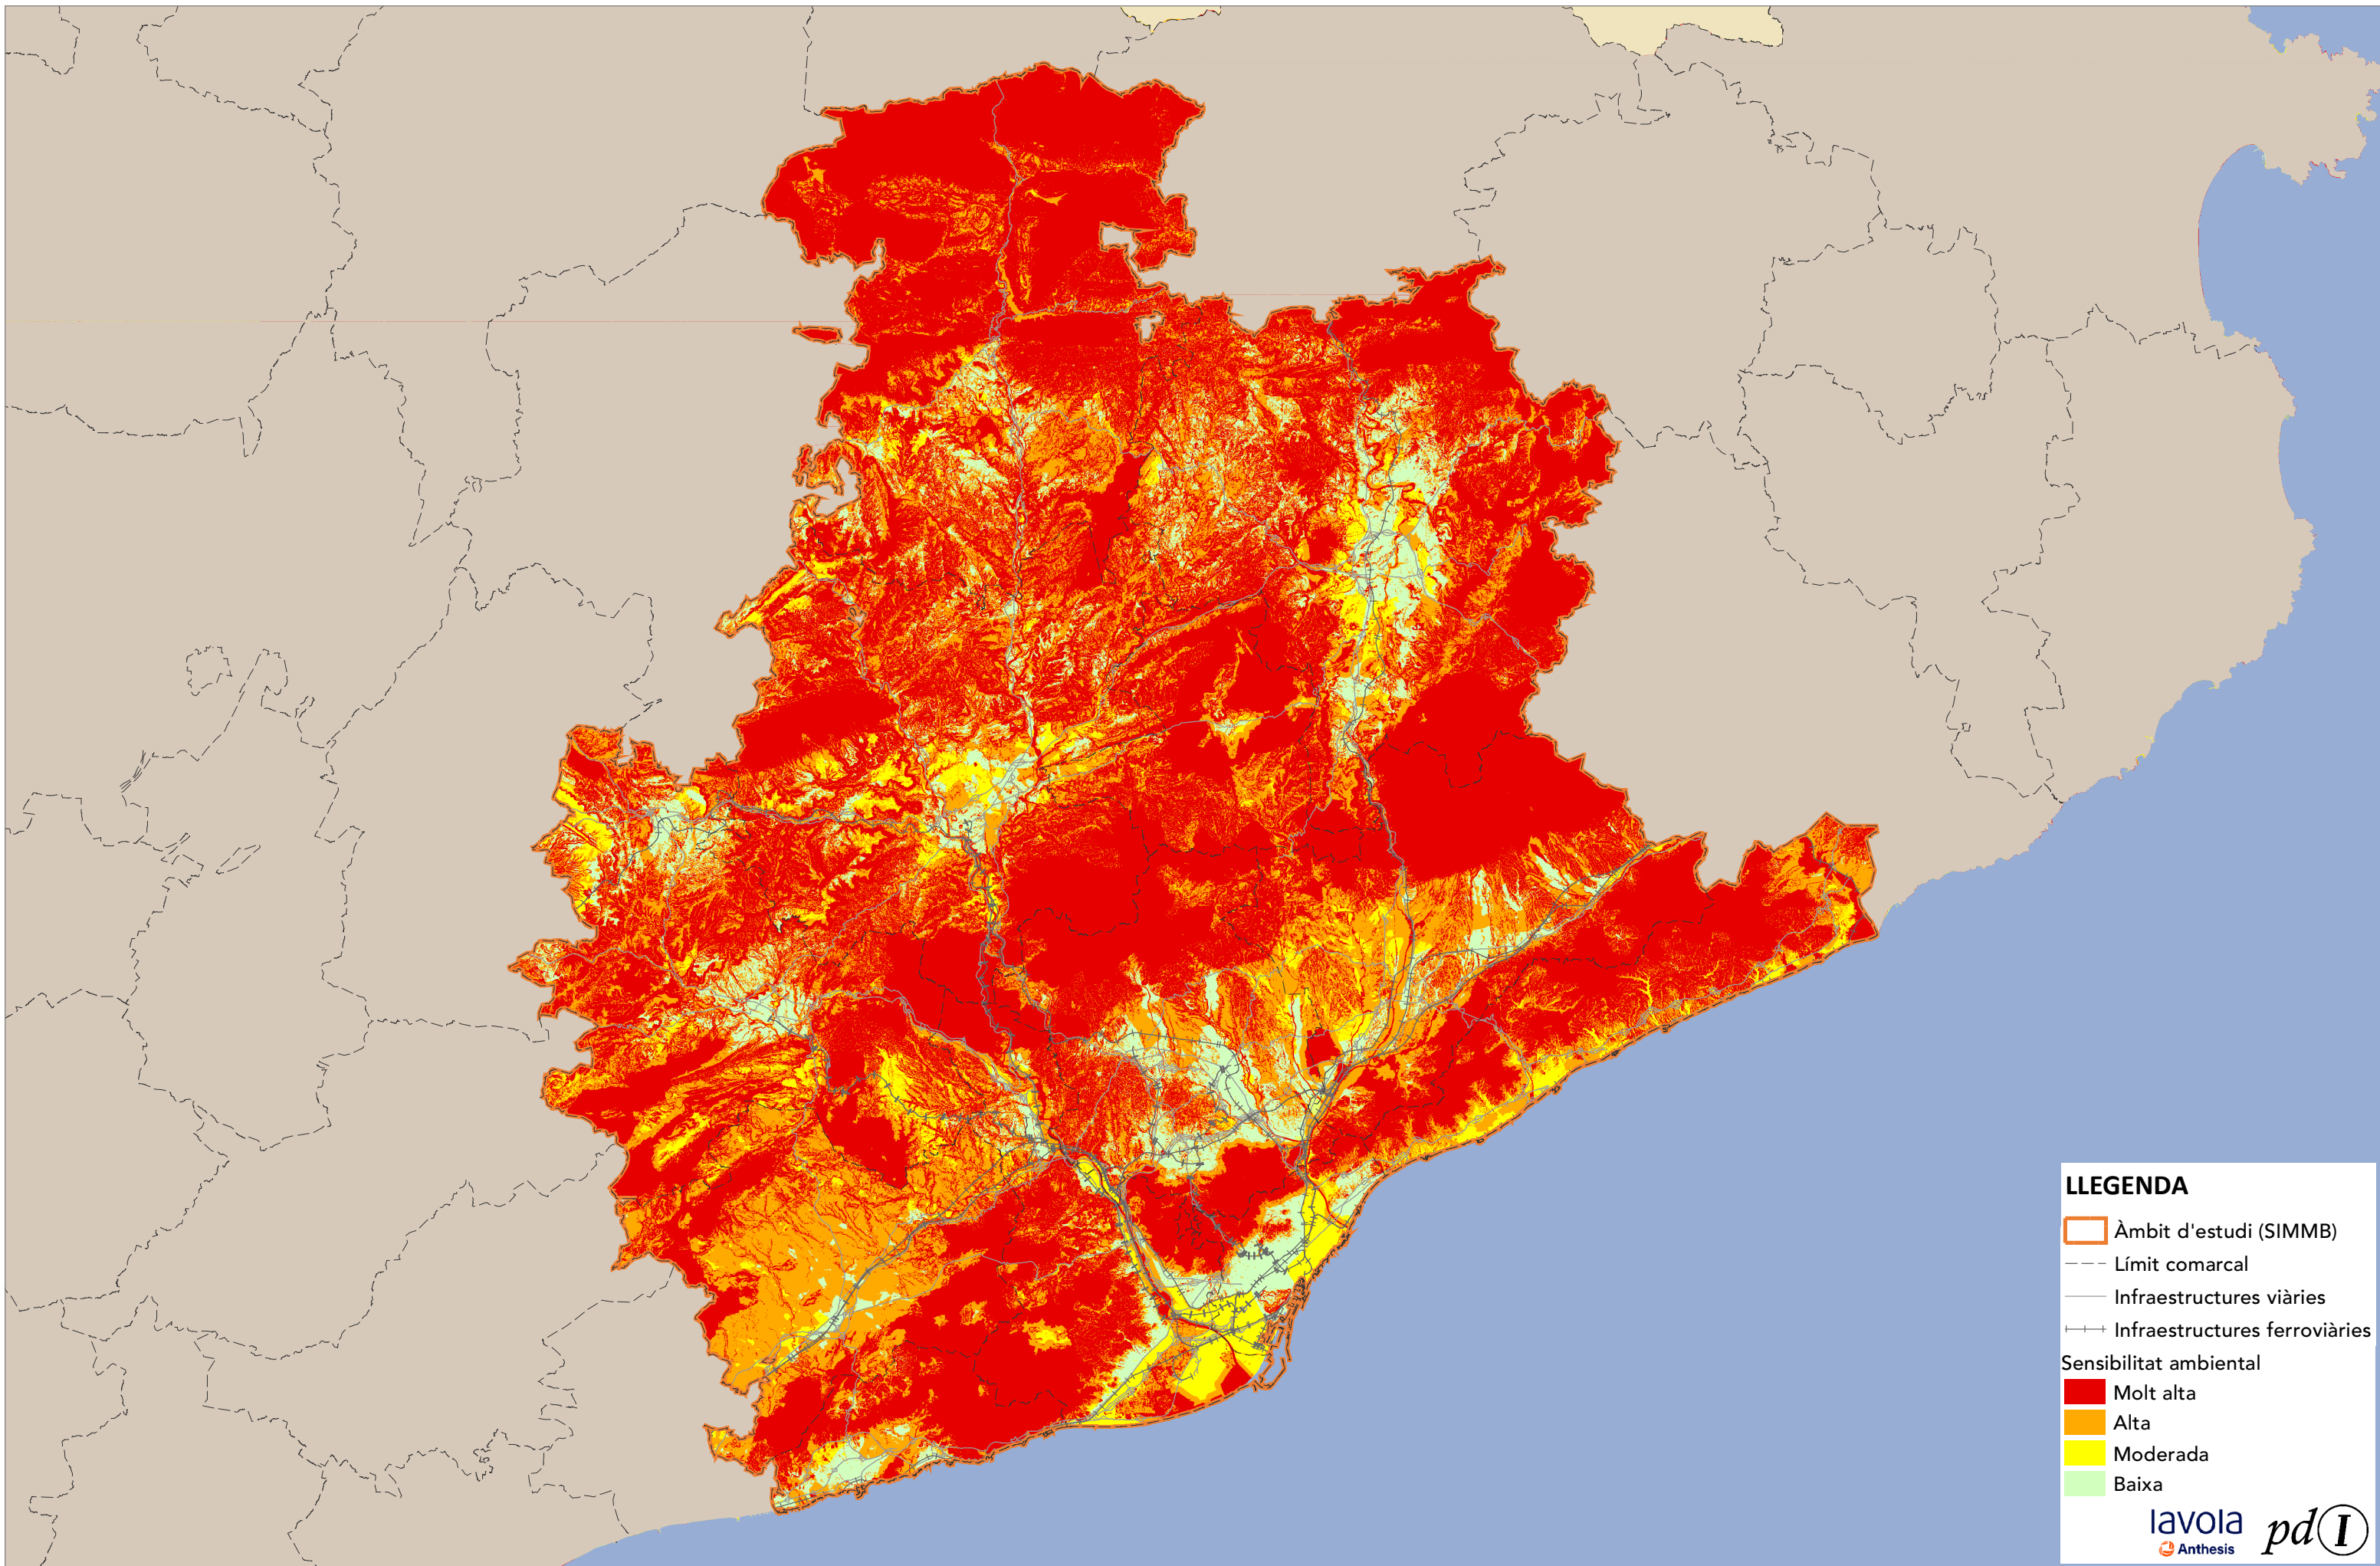 LLEGENDA
Àmbit d'estudi (SIMMB)
Límit comarcal
Infraestructures viàries
Infraestructures ferroviàries
Sensibilitat ambiental
Molt alta
Alta
Moderada
Baixa
lavola
Anthesis
pdI